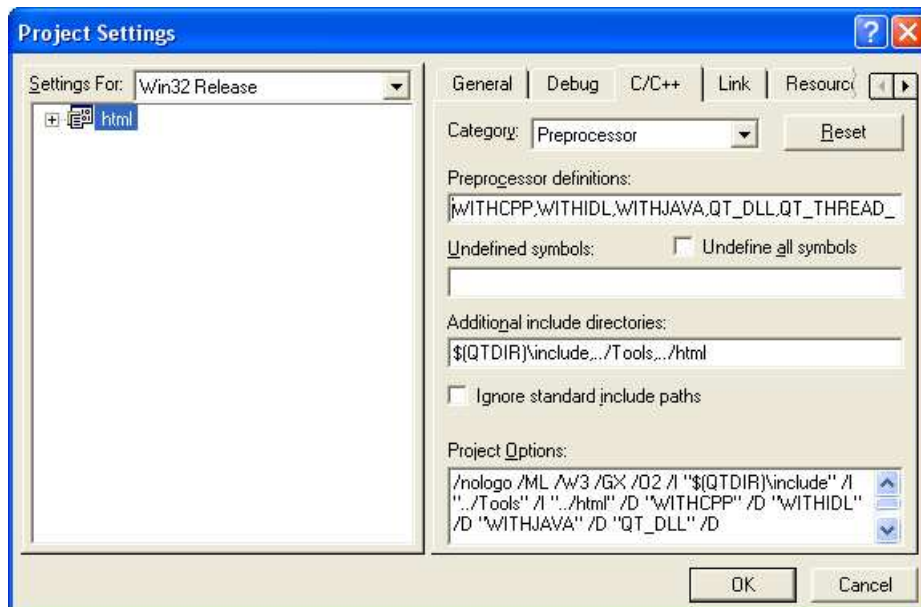 Project Settings
Settings For: Win32 Release
html
General Debug C/C++ Link
Category: Preprocessor Reset
Preprocessor definitions:
WITHCPP,WITHIDL,WITHJAVA,QT_DLL,QT_THREAD_
Undefined symbols: Undefine all symbols
Additional include directories:
$(QTDIR)\include,../Tools,../html
Ignore standard include paths
Project Options:
/nologo /ML /W3 /GX /O2 /I "$(QTDIR)\include" /I
"../Tools" /I "../html" /D "WITHCPP" /D "WITHIDL"
/D "WITHJAVA" /D "QT_DLL" /D
OK Cancel